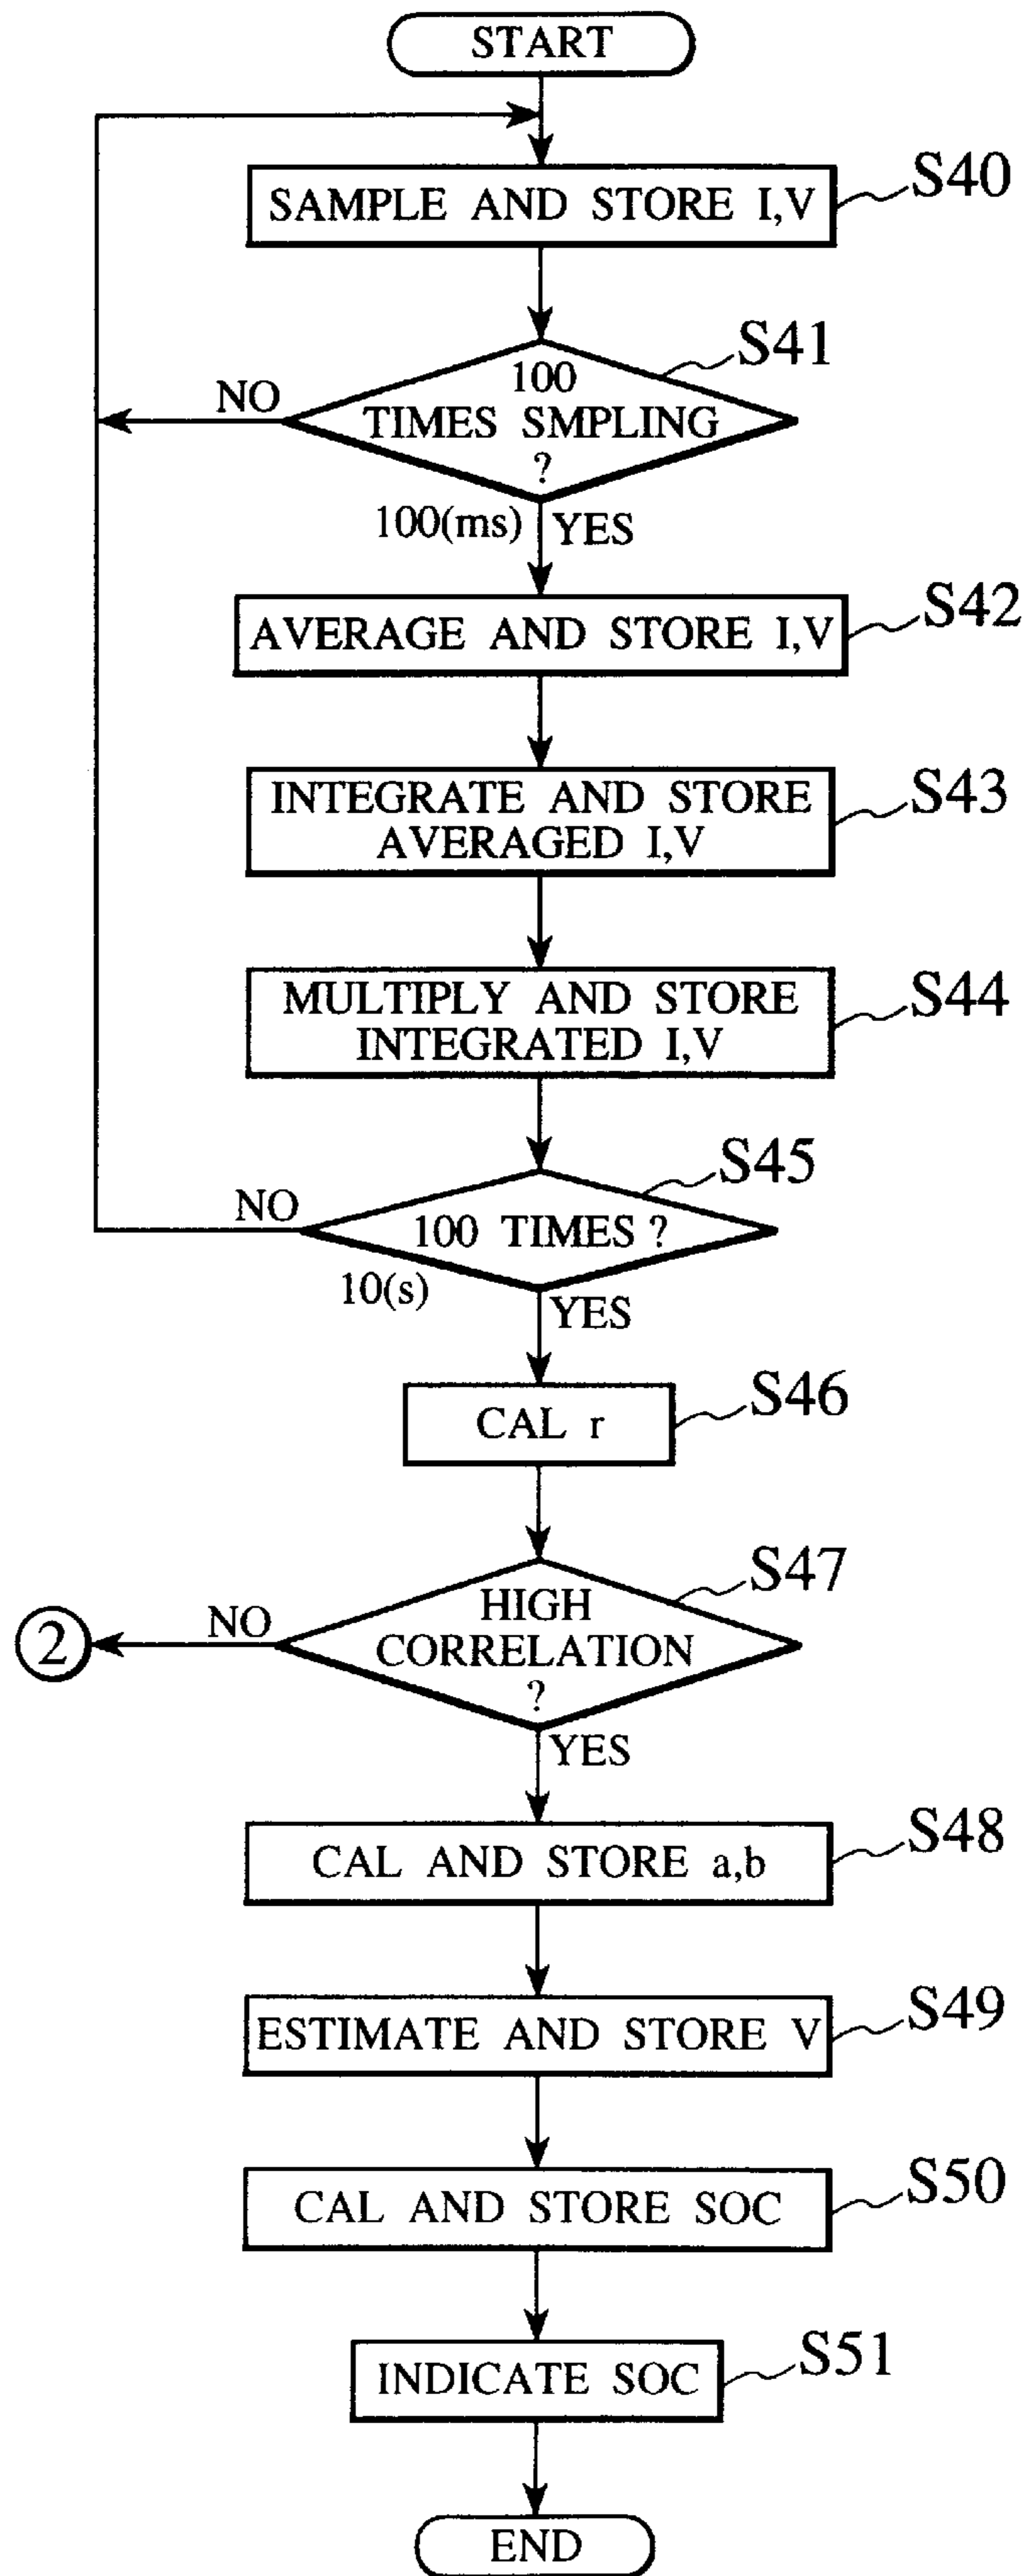 START
SAMPLE AND STORE I,V
S40
100
TIMES SMPLING
?
S41
NO
100(ms)
YES
AVERAGE AND STORE I,V
S42
INTEGRATE AND STORE
AVERAGED I,V
S43
MULTIPLY AND STORE
INTEGRATED I,V
S44
100 TIMES ?
S45
NO
10(s)
YES
CAL r
S46
HIGH
CORRELATION
?
S47
NO
2
YES
CAL AND STORE a,b
S48
ESTIMATE AND STORE V
S49
CAL AND STORE SOC
S50
INDICATE SOC
S51
END